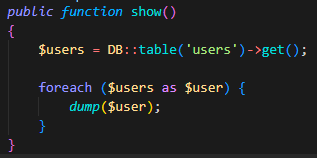 public function show()
{
    $users = DB::table('users')->get();

    foreach ($users as $user) {
        dump($user);
    }
}